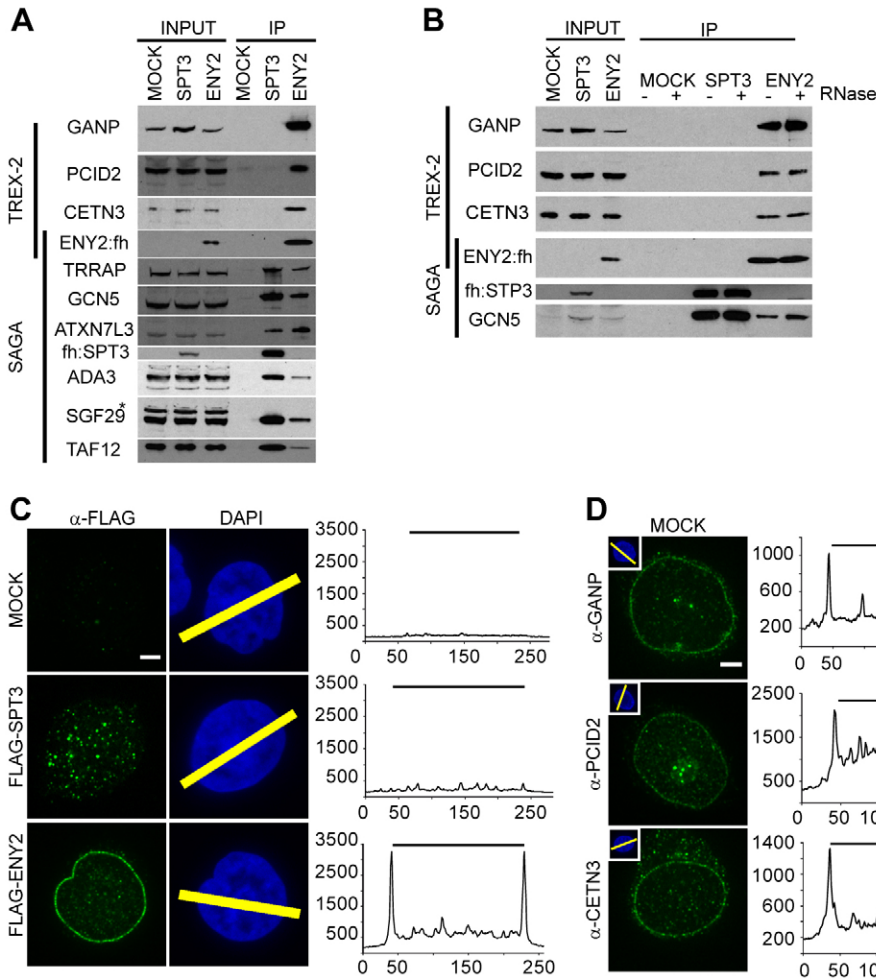 A
INPUT IP
MOCK SPT3 ENY2 MOCK SPT3 ENY2
TREX-2
SAGA
GANP
PCID2
CETN3
ENY2:fh
TRRAP
GCN5
ATXN7L3
fh:SPT3
ADA3
SGF29*
TAF12
B
INPUT IP
MOCK SPT3 ENY2 MOCK SPT3 ENY2
- + - + - + RNase
TREX-2
SAGA
GANP
PCID2
CETN3
ENY2:fh
fh:STP3
GCN5
C
α-FLAG DAPI
MOCK
3500
2500
1500
500
0 50 150 250
FLAG-SPT3
3500
2500
1500
500
0 50 150 250
FLAG-ENY2
3500
2500
1500
500
0 50 150 250
D
MOCK
α-GANP
1000
600
200
0 50 10
α-PCID2
2500
1500
500
0 50 10
α-CETN3
1400
1000
600
200
0 50 10